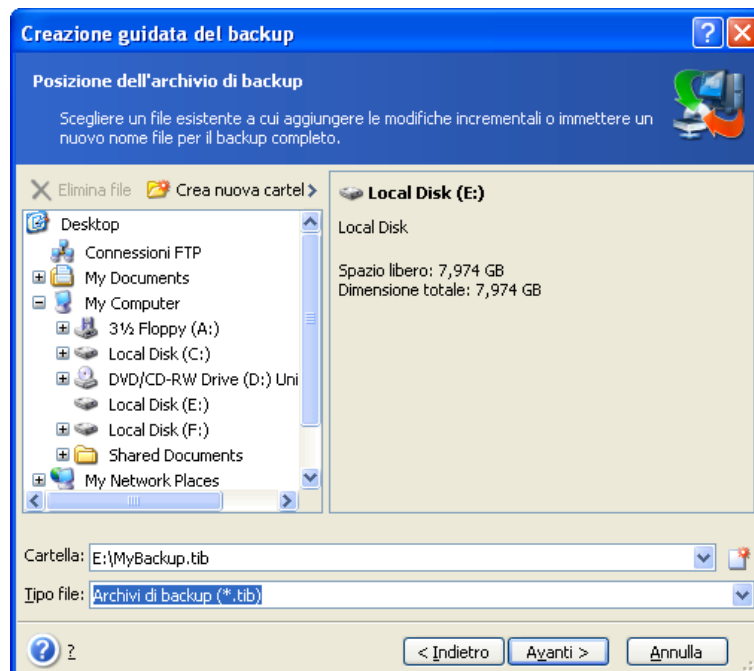 Creazione guidata del backup
Posizione dell'archivio di backup
Scegliere un file esistente a cui aggiungere le modifiche incrementali o immettere un
nuovo nome file per il backup completo.
Elimina file Crea nuova cartel
Desktop
Connessioni FTP
My Documents
My Computer
3½ Floppy (A:)
Local Disk (C:)
DVD/CD-RW Drive (D:) Uni
Local Disk (E:)
Local Disk (F:)
Shared Documents
My Network Places
Local Disk (E:)
Local Disk
Spazio libero: 7,974 GB
Dimensione totale: 7,974 GB
Cartella: E:\MyBackup.tib
Tipo file: Archivi di backup (*.tib)
? < Indietro Avanti > Annulla